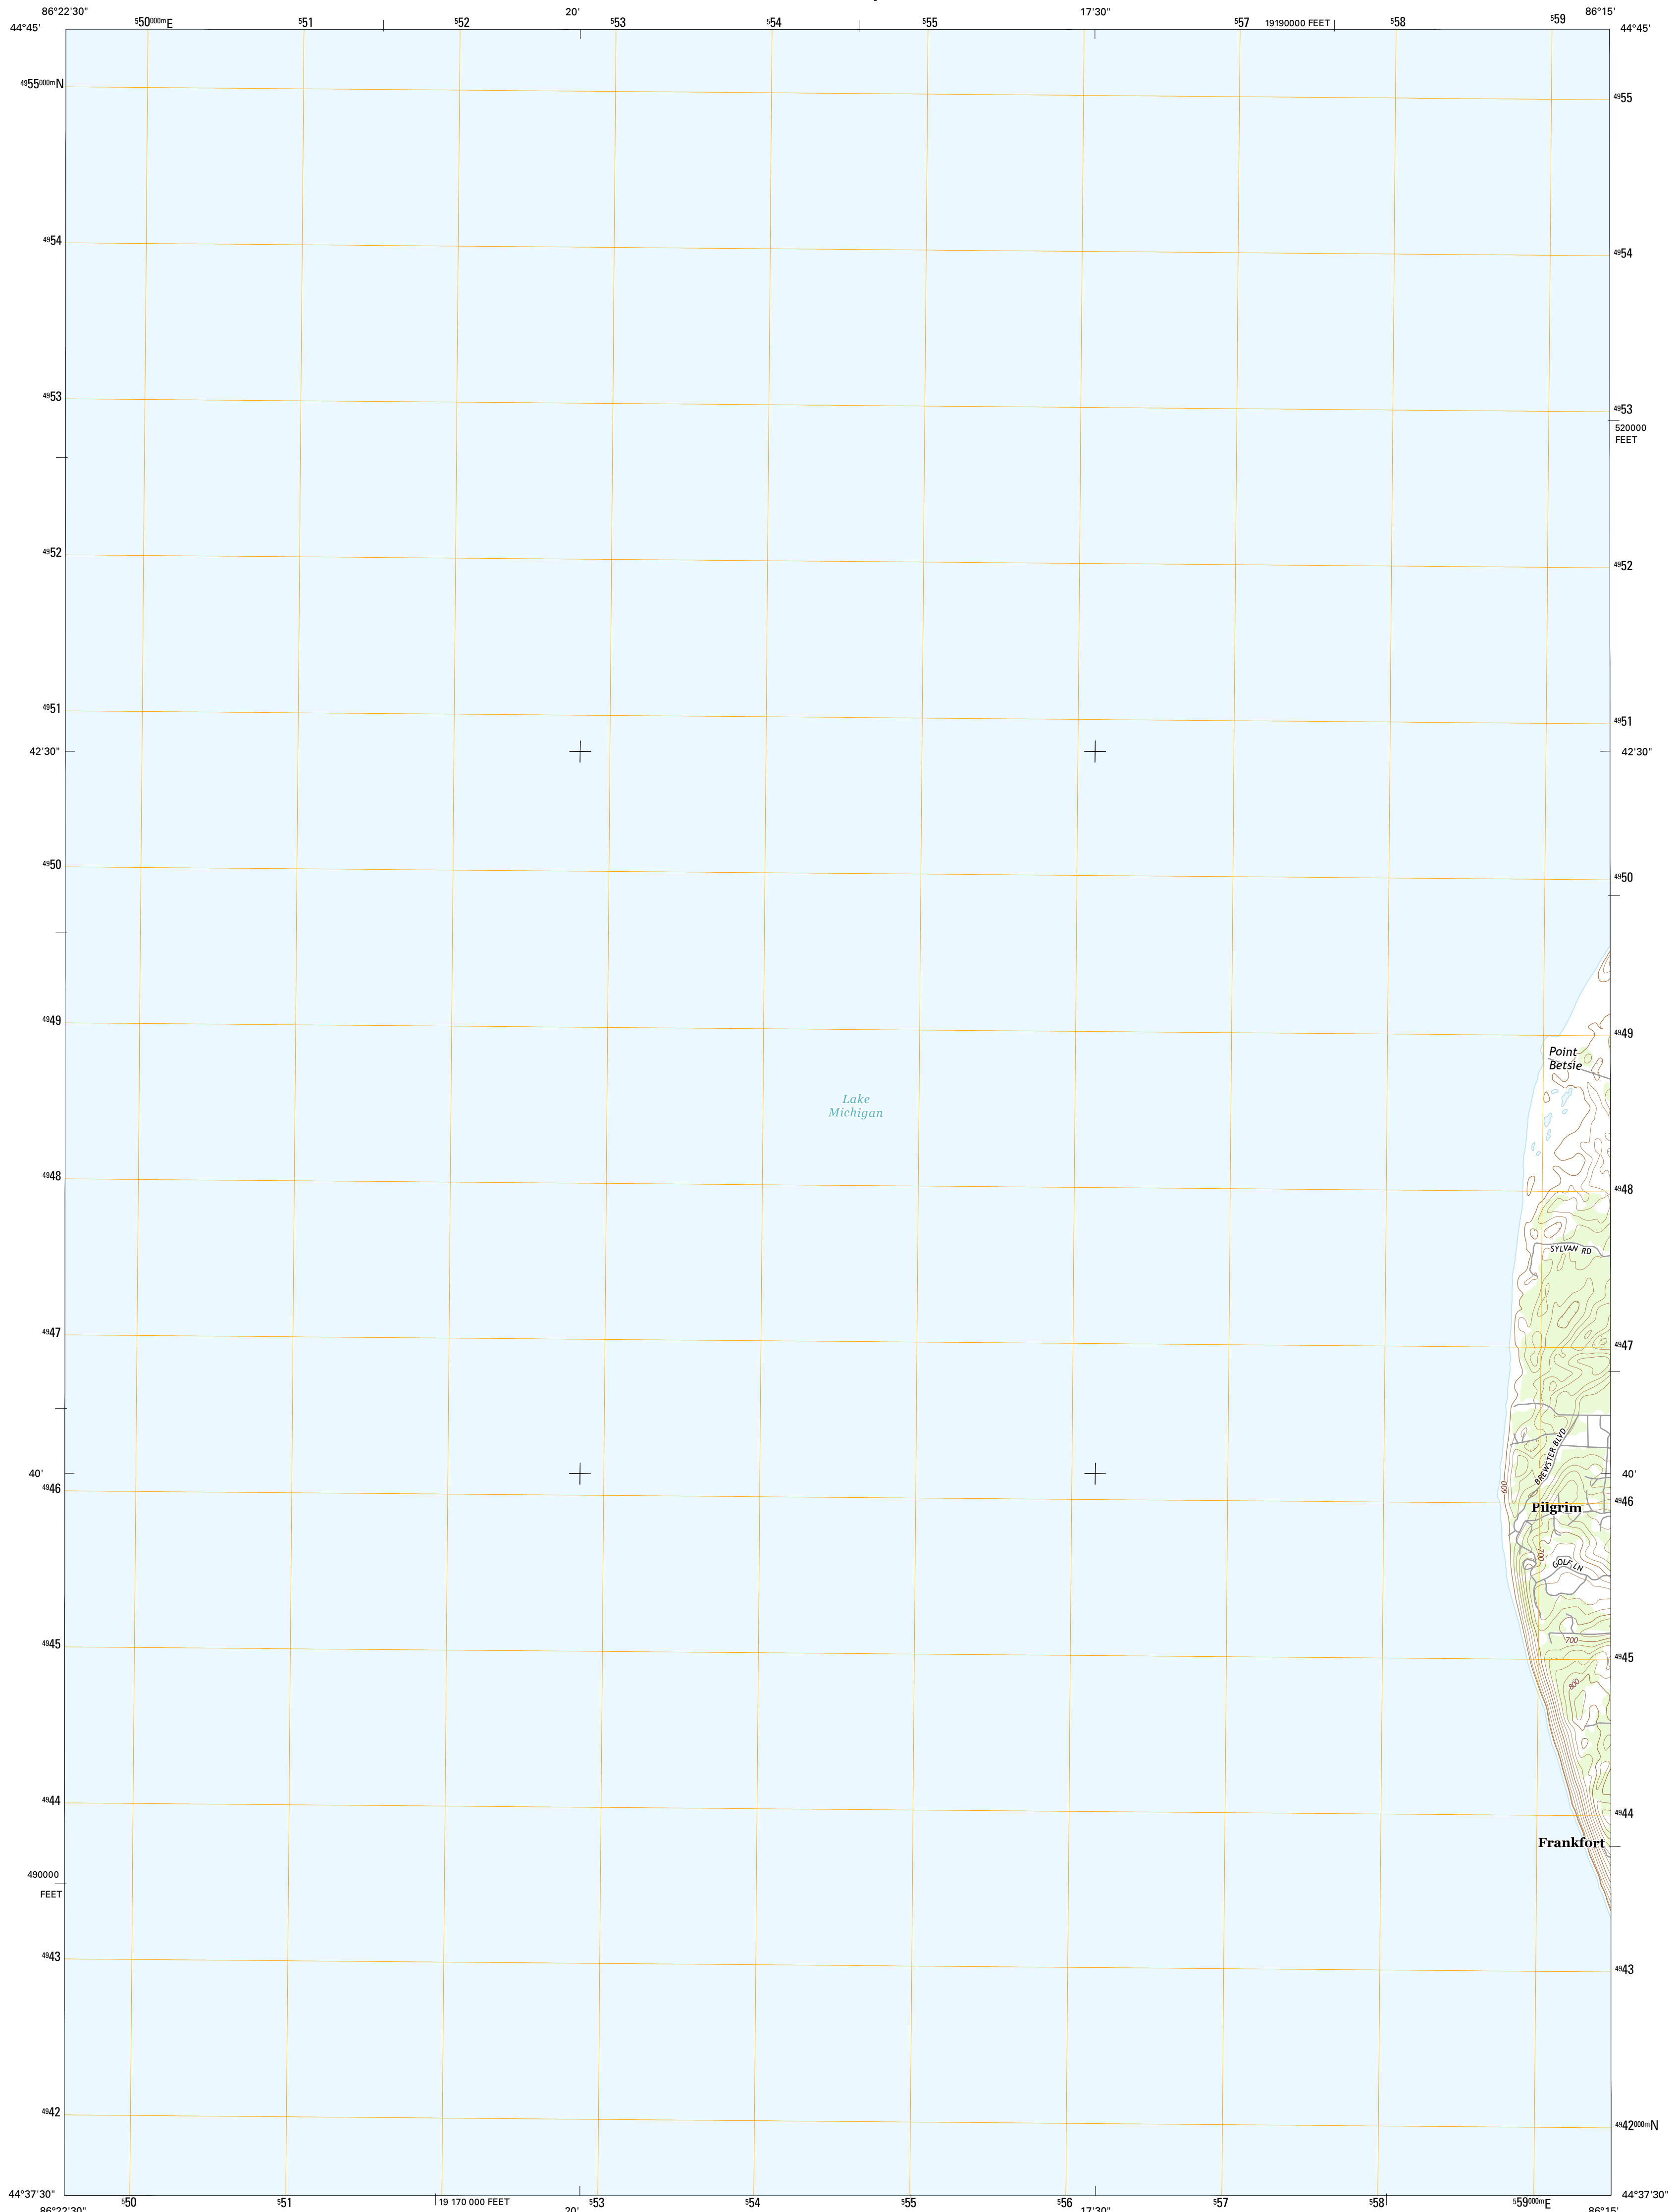 86°22'30" 550000mE 551 552 20' 553 554 555 17'30" 557 19190000 FEET 558 559 86°15'
44°45' 44°45'
4955000mN 4955
4954 4954
4953 4953
520000
FEET
4952 4952
4951 4951
42'30" 42'30"
4950 4950
4949 4949
Point
Betsie
Lake
Michigan
4948 4948
SYLVAN RD
4947 4947
BREWSTER BLVD
40' 40'
600
4946 4946
Pilgrim
700
GOLF LN
700
4945 4945
800
4944 4944
Frankfort
490000
FEET
4943 4943
4942 4942000mN
44°37'30" 44°37'30"
550 551 19 170 000 FEET 553 554 555 556 557 558 559000mE
86°22'30" 20' 17'30" 86°15'